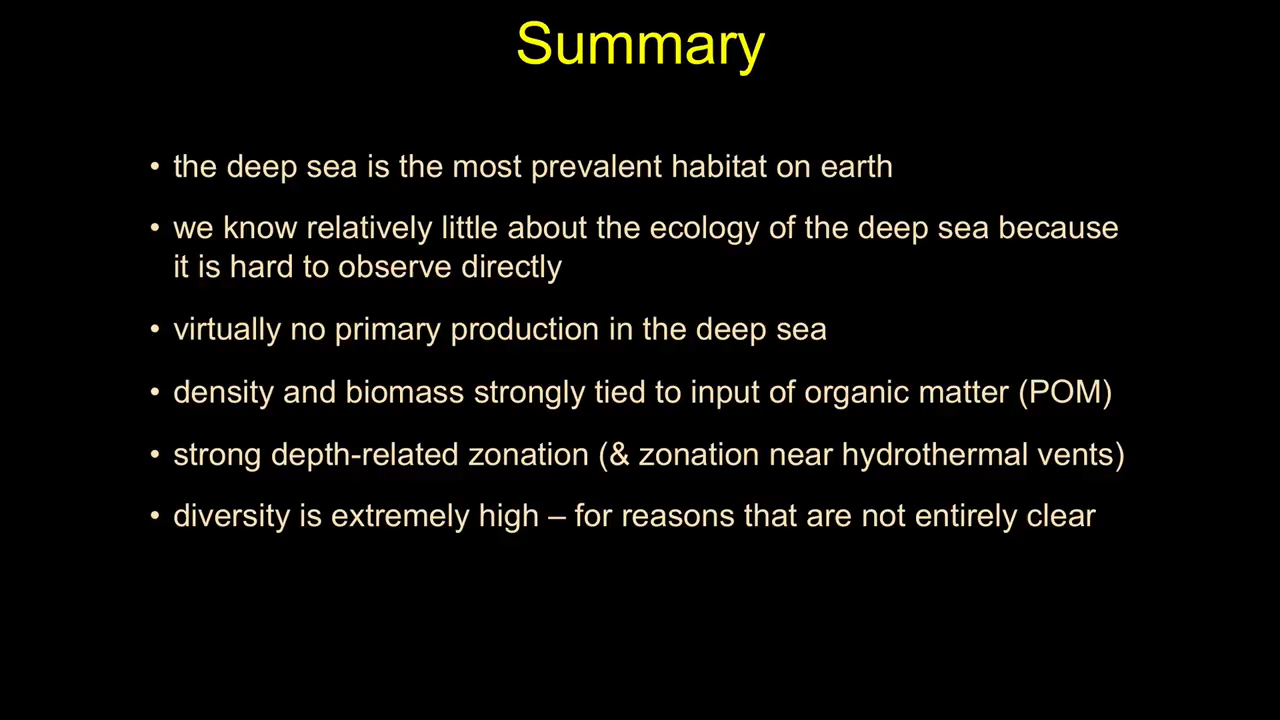 Summary
• the deep sea is the most prevalent habitat on earth
• we know relatively little about the ecology of the deep sea because
it is hard to observe directly
• virtually no primary production in the deep sea
• density and biomass strongly tied to input of organic matter (POM)
• strong depth-related zonation (& zonation near hydrothermal vents)
• diversity is extremely high – for reasons that are not entirely clear